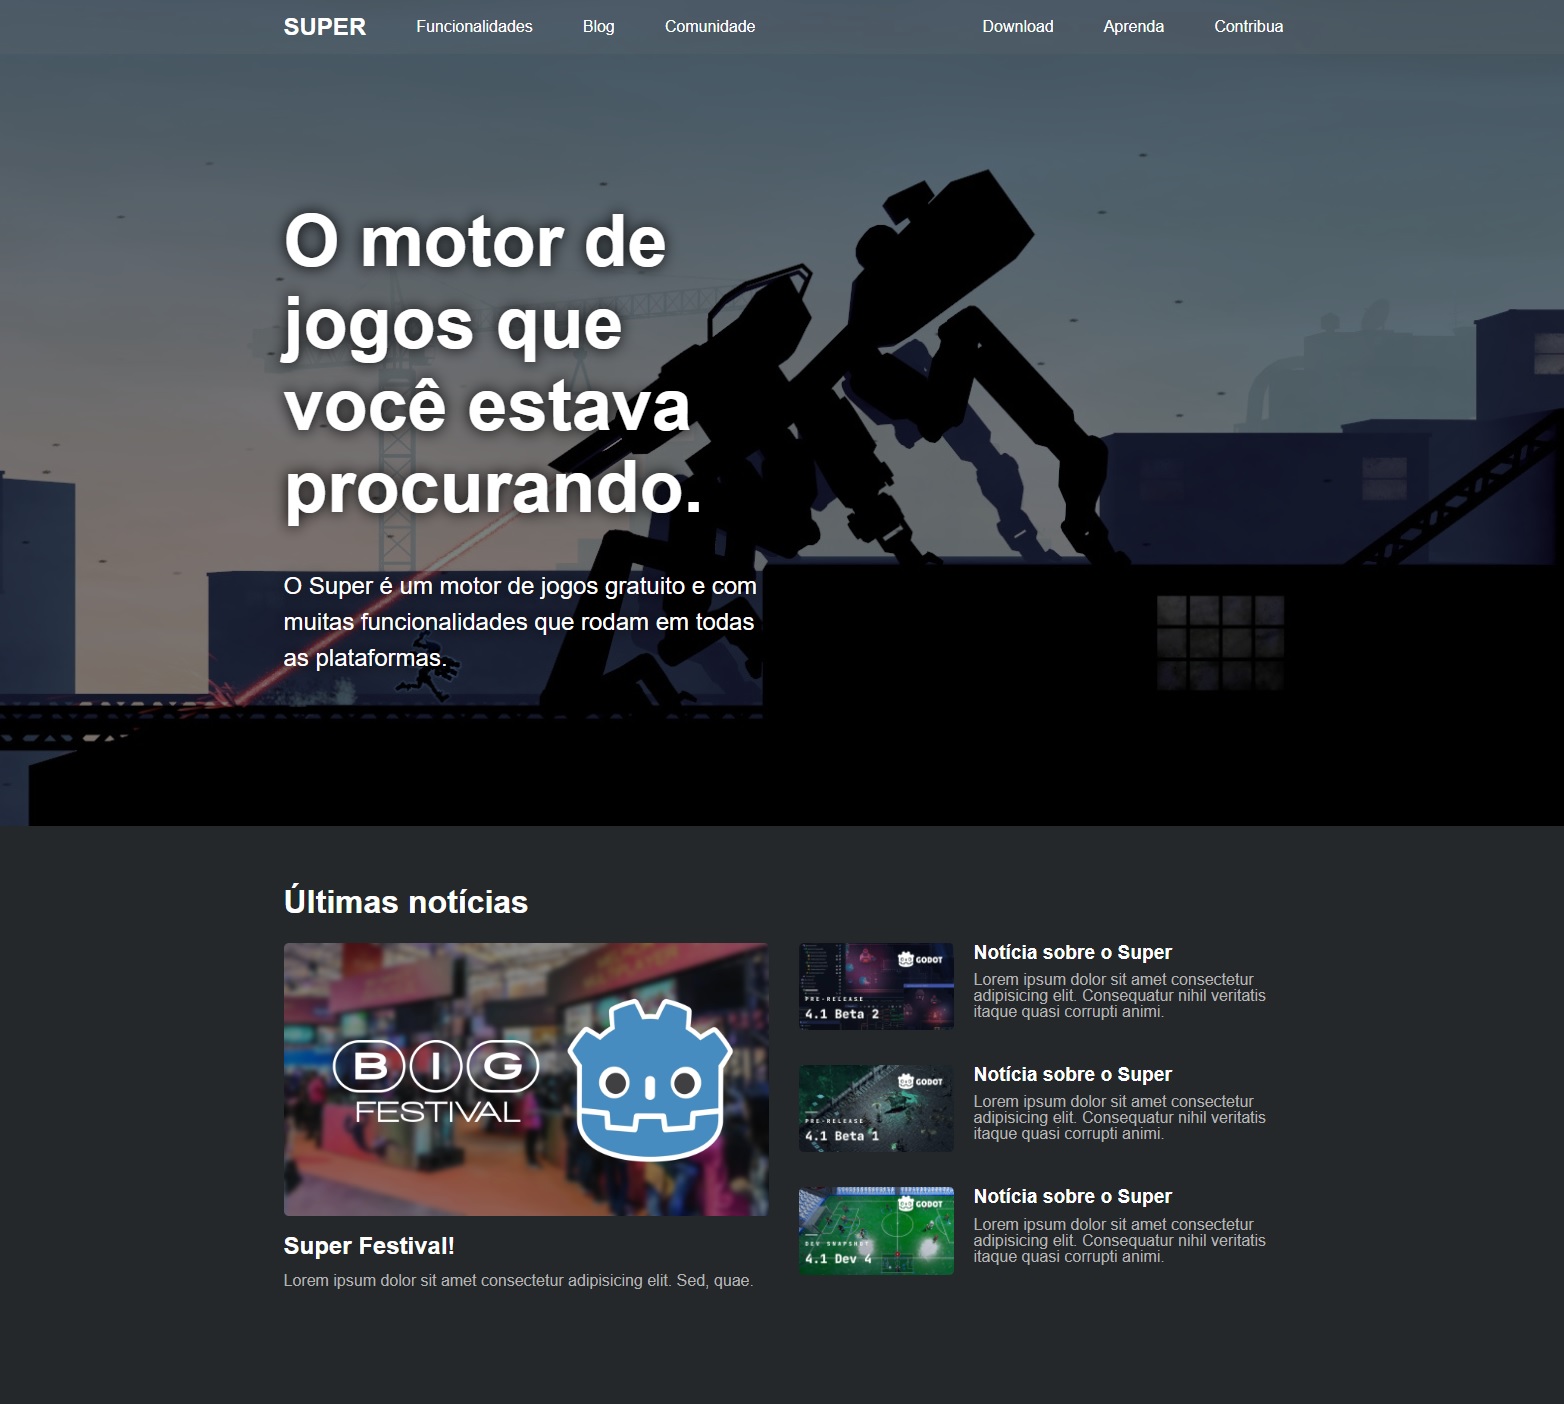 SUPER Funcionalidades Blog Comunidade Download Aprenda Contribua
O motor de
jogos que
você estava
procurando.
O Super é um motor de jogos gratuito e com
muitas funcionalidades que rodam em todas
as plataformas.
Últimas notícias
BIG
FESTIVAL
Super Festival!
Lorem ipsum dolor sit amet consectetur adipisicing elit. Sed, quae.
GODOT
PRE-RELEASE
4.1 Beta 2
Notícia sobre o Super
Lorem ipsum dolor sit amet consectetur
adipisicing elit. Consequatur nihil veritatis
itaque quasi corrupti animi.
GODOT
PRE-RELEASE
4.1 Beta 1
Notícia sobre o Super
Lorem ipsum dolor sit amet consectetur
adipisicing elit. Consequatur nihil veritatis
itaque quasi corrupti animi.
GODOT
DEV SNAPSHOT
4.1 Dev 4
Notícia sobre o Super
Lorem ipsum dolor sit amet consectetur
adipisicing elit. Consequatur nihil veritatis
itaque quasi corrupti animi.